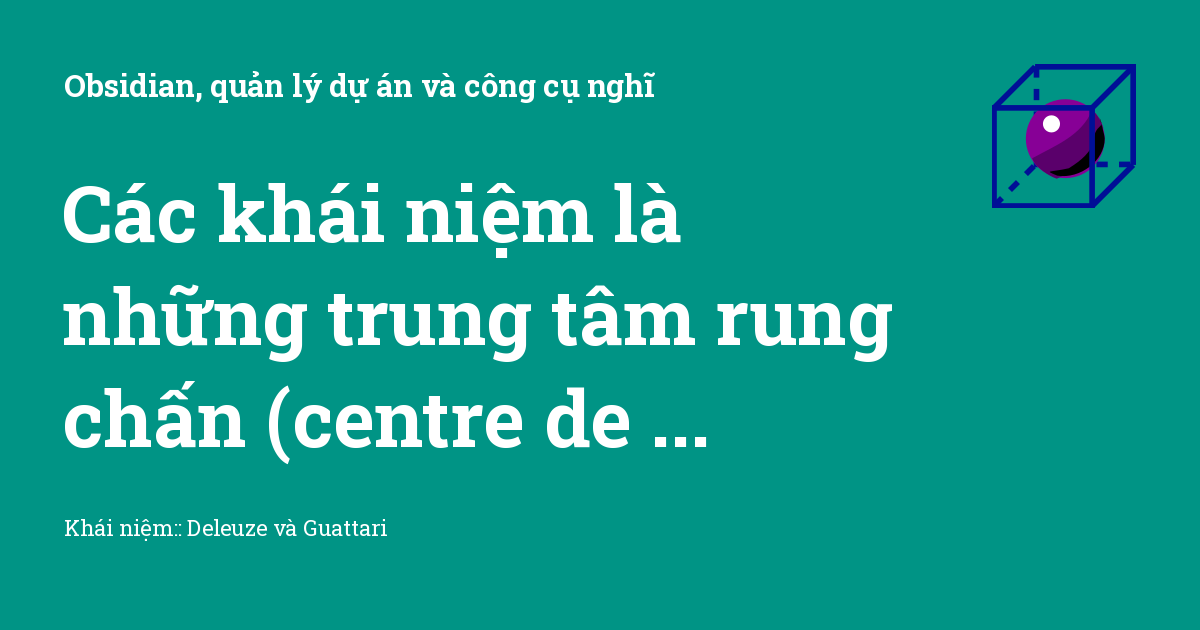 Obsidian, quản lý dự án và công cụ nghĩ
Các khái niệm là
những trung tâm rung
chấn (centre de ...
Khái niệm:: Deleuze và Guattari